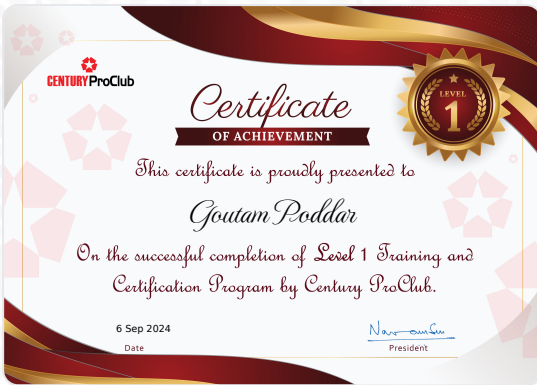 CENTURY ProClub
Certificate
OF ACHIEVEMENT
LEVEL
1
This certificate is proudly presented to
Goutam Poddar
On the successful completion of Level 1 Training and
Certification Program by Century ProClub.
6 Sep 2024
Date
President